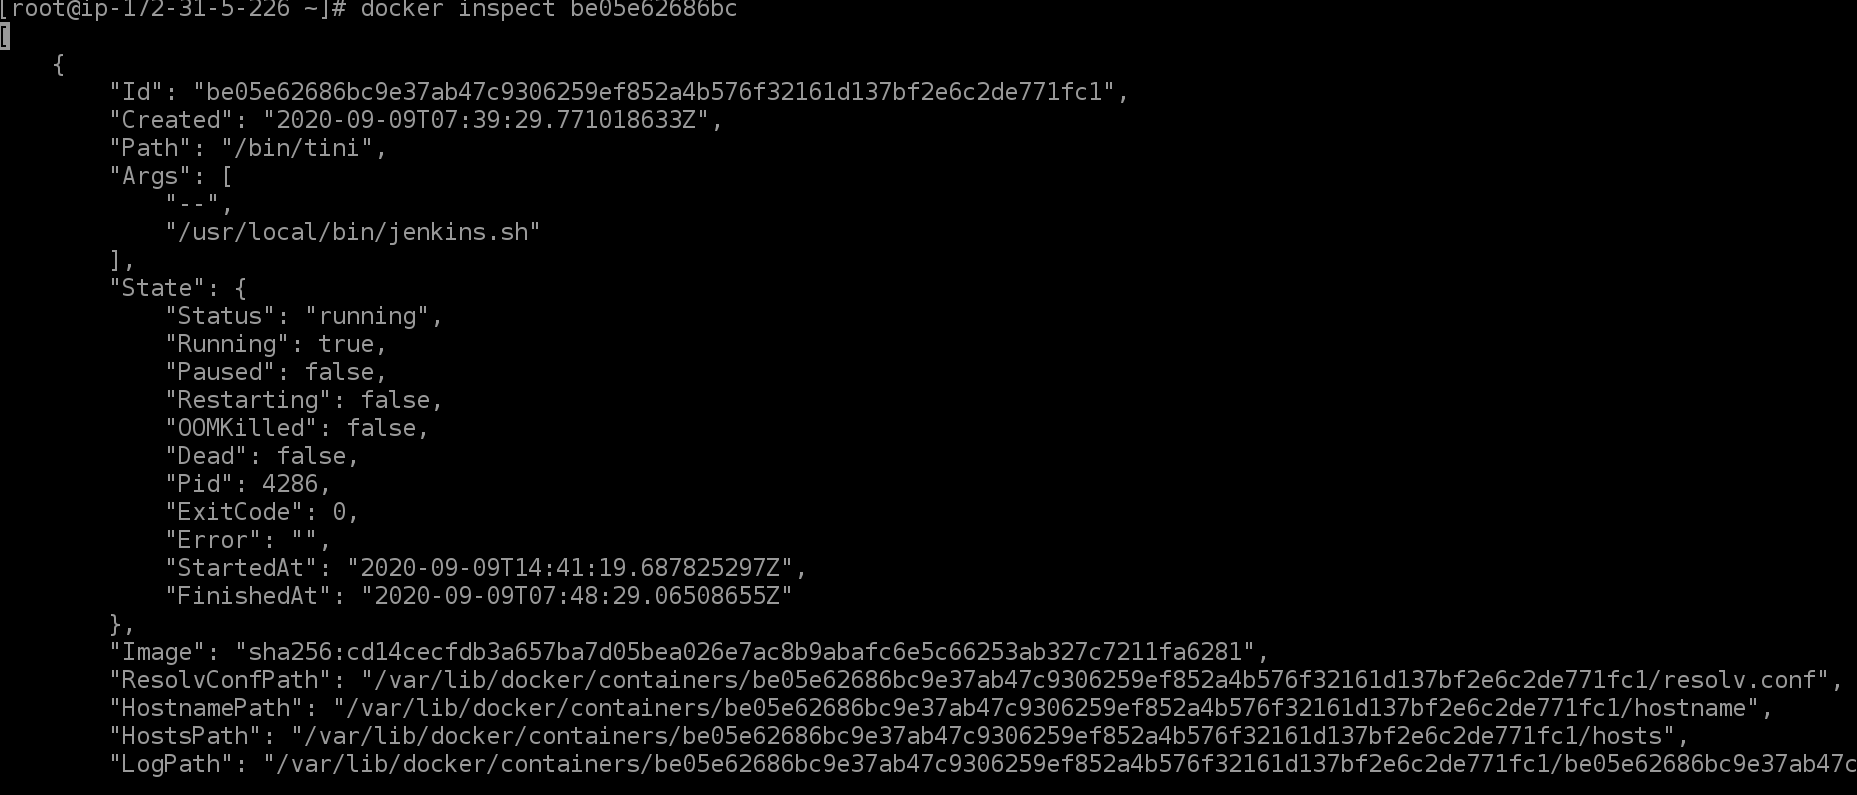 [root@ip-172-31-5-226 ~]# docker inspect be05e62686bc
[
    {
        "Id": "be05e62686bc9e37ab47c9306259ef852a4b576f32161d137bf2e6c2de771fc1",
        "Created": "2020-09-09T07:39:29.771018633Z",
        "Path": "/bin/tini",
        "Args": [
            "--",
            "/usr/local/bin/jenkins.sh"
        ],
        "State": {
            "Status": "running",
            "Running": true,
            "Paused": false,
            "Restarting": false,
            "OOMKilled": false,
            "Dead": false,
            "Pid": 4286,
            "ExitCode": 0,
            "Error": "",
            "StartedAt": "2020-09-09T14:41:19.687825297Z",
            "FinishedAt": "2020-09-09T07:48:29.06508655Z"
        },
        "Image": "sha256:cd14cecfdb3a657ba7d05bea026e7ac8b9abafc6e5c66253ab327c7211fa6281",
        "ResolvConfPath": "/var/lib/docker/containers/be05e62686bc9e37ab47c9306259ef852a4b576f32161d137bf2e6c2de771fc1/resolv.conf",
        "HostnamePath": "/var/lib/docker/containers/be05e62686bc9e37ab47c9306259ef852a4b576f32161d137bf2e6c2de771fc1/hostname",
        "HostsPath": "/var/lib/docker/containers/be05e62686bc9e37ab47c9306259ef852a4b576f32161d137bf2e6c2de771fc1/hosts",
        "LogPath": "/var/lib/docker/containers/be05e62686bc9e37ab47c9306259ef852a4b576f32161d137bf2e6c2de771fc1/be05e62686bc9e37ab47c